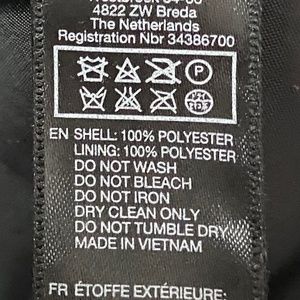 4822 ZW Breda
The Netherlands
Registration Nbr 34386700
P
EN SHELL: 100% POLYESTER
LINING: 100% POLYESTER
DO NOT WASH
DO NOT BLEACH
DO NOT IRON
DRY CLEAN ONLY
DO NOT TUMBLE DRY
MADE IN VIETNAM
FR ÉTOFFE EXTÉRIEURE: